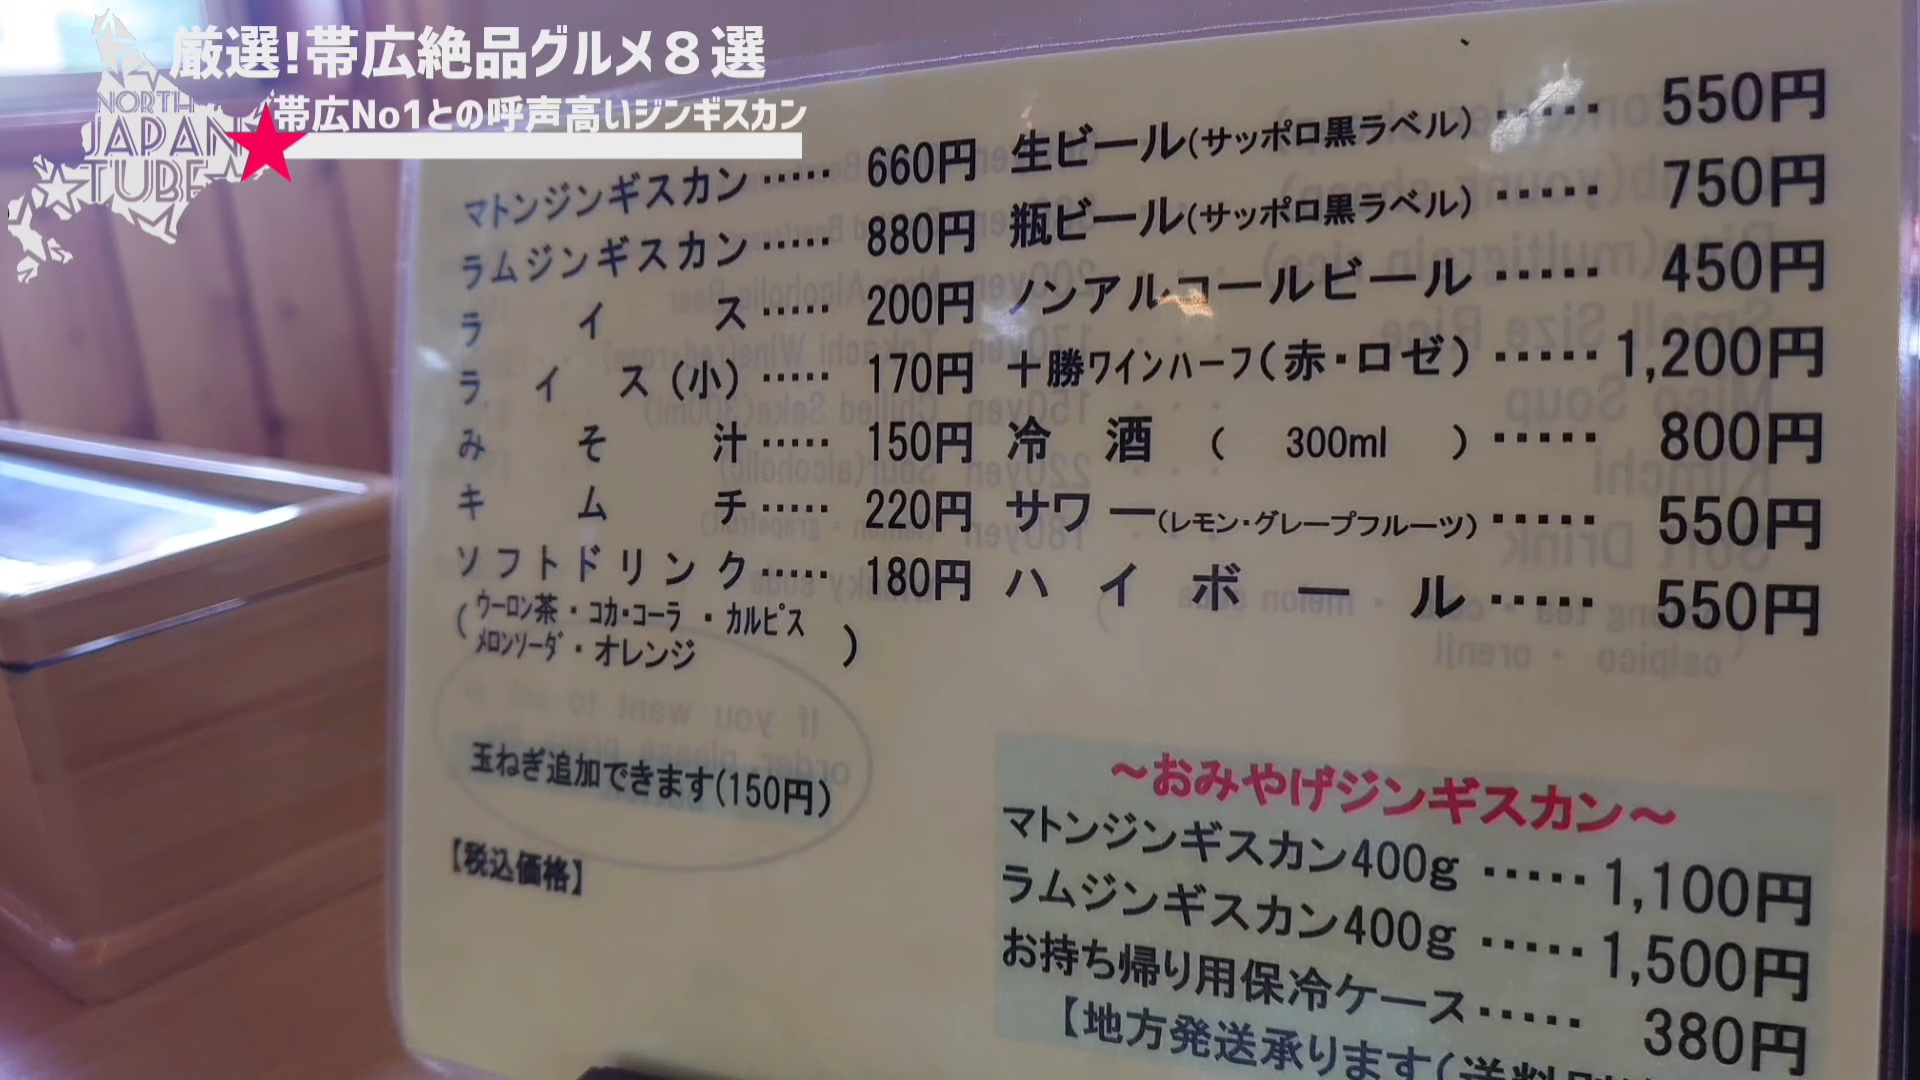 厳選!帯広絶品グルメ8選
帯広No1との呼声高いジンギスカン
NORTH
JAPAN
TUBE
マトンジンギスカン‥‥‥ 660円
ラムジンギスカン‥‥‥ 880円
ライス‥‥‥ 200円
ライス(小)‥‥‥ 170円
みそ汁‥‥‥ 150円
キムチ‥‥‥ 220円
ソフトドリンク‥‥‥ 180円
(ウーロン茶・コカ・コーラ・カルピス
メロンソーダ・オレンジ)
玉ねぎ追加できます(150円)
【税込価格】
生ビール(サッポロ黒ラベル)‥‥‥ 550円
瓶ビール(サッポロ黒ラベル)‥‥‥ 750円
ノンアルコールビール‥‥‥ 450円
十勝ワインハーフ(赤・ロゼ)‥‥‥1,200円
冷酒(300ml)‥‥‥ 800円
サワー(レモン・グレープフルーツ)‥‥‥ 550円
ハイボール‥‥‥ 550円
~おみやげジンギスカン~
マトンジンギスカン400g‥‥‥1,100円
ラムジンギスカン400g‥‥‥1,500円
お持ち帰り用保冷ケース‥‥‥ 380円
【地方発送承ります(送料別